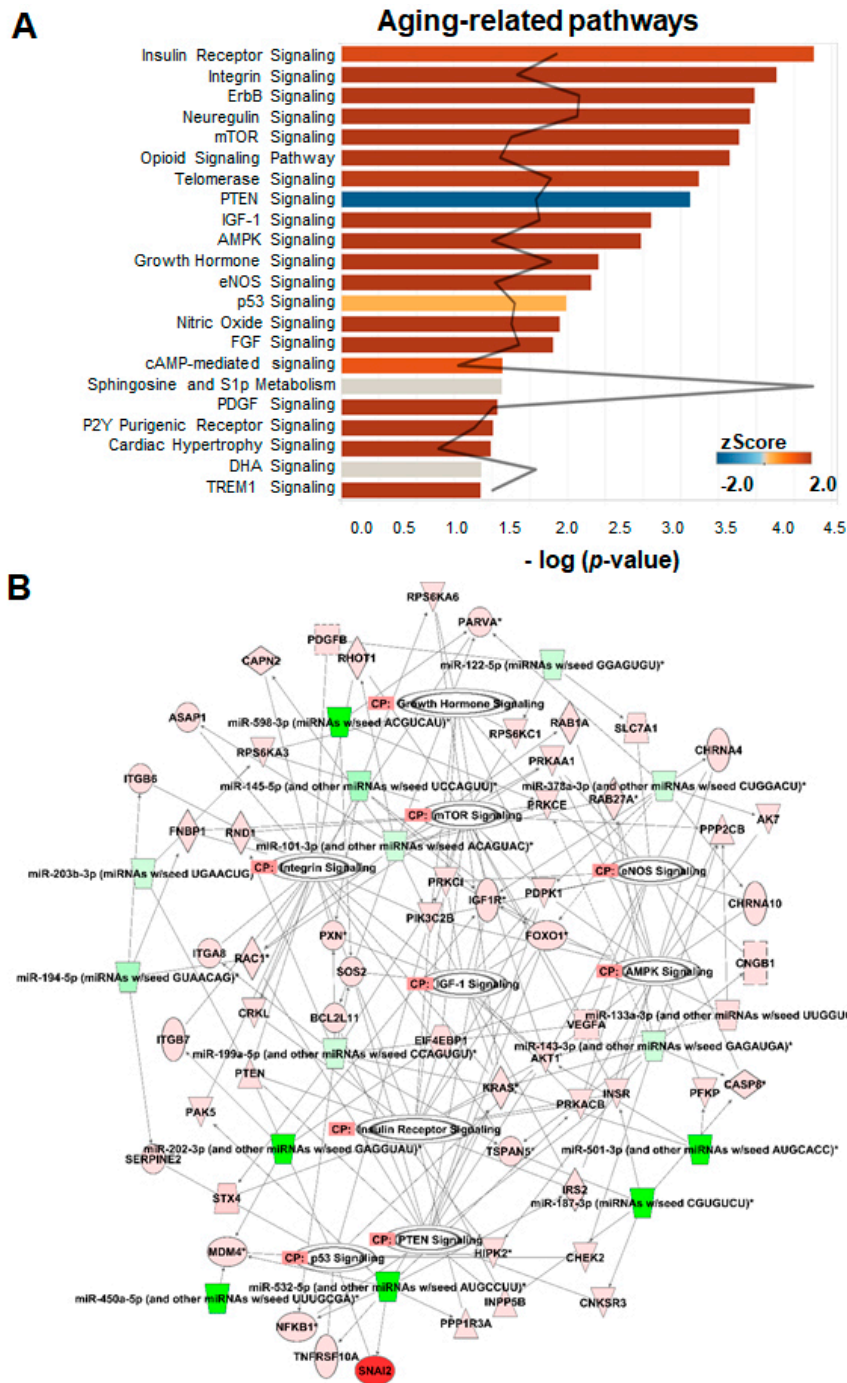 A
Aging-related pathways
Insulin Receptor Signaling
Integrin Signaling
ErbB Signaling
Neuregulin Signaling
mTOR Signaling
Opioid Signaling Pathway
Telomerase Signaling
PTEN Signaling
IGF-1 Signaling
AMPK Signaling
Growth Hormone Signaling
eNOS Signaling
p53 Signaling
Nitric Oxide Signaling
FGF Signaling
cAMP-mediated signaling
Sphingosine and S1p Metabolism
PDGF Signaling
P2Y Purigenic Receptor Signaling
Cardiac Hypertrophy Signaling
DHA Signaling
TREM1 Signaling
zScore
-2.0 2.0
0.0 0.5 1.0 1.5 2.0 2.5 3.0 3.5 4.0 4.5
- log (p-value)
B
RPS6KA6
PARVA*
PDGFB
RHOT1
CAPN2
miR-122-5p (miRNAs w/seed GGAGUGU)*
CP: Growth Hormone Signaling
ASAP1
miR-598-3p (miRNAs w/seed ACGUCAU)*
RAB1A
SLC7A1
RPS6KC1
CHRNA4
RPS6KA3
PRKAA1
ITGB6
miR-145-5p (and other miRNAs w/seed UCCAGUU)*
miR-378a-3p (and other miRNAs w/seed CUGGACU)*
PRKCE
RAB27A*
CP: mTOR Signaling
AK7
FNBP1
RND1
PPP2CB
miR-101-3p (and other miRNAs w/seed ACAGUAC)*
CP: Integrin Signaling
CP: eNOS Signaling
miR-203b-3p (miRNAs w/seed UGAACUG)
PRKCI
IGF1R*
PDPK1
CHRNA10
PIK3C2B
PXN*
FOXO1*
ITGA8
RAC1*
CNGB1
SOS2
miR-194-5p (miRNAs w/seed GUAACAG)*
CP: AMPK Signaling
CP: IGF-1 Signaling
CRKL
BCL2L11
miR-133a-3p (and other miRNAs w/seed UUGGUC
VEGFA
ITGB7
EIF4EBP1
miR-143-3p (and other miRNAs w/seed GAGAUGA)*
miR-199a-5p (and other miRNAs w/seed CCAGUGU)*
AKT1*
PTEN
KRAS*
INSR
CASP8*
PFKP
PAK5
PRKACB
CP: Insulin Receptor Signaling
miR-202-3p (and other miRNAs w/seed GAGGUAU)*
TSPAN5*
miR-501-3p (and other miRNAs w/seed AUGCACC)*
SERPINE2
IRS2
STX4
miR-187-3p (miRNAs w/seed CGUGUCU)*
CP: PTEN Signaling
MDM4*
CP: p53 Signaling
HIPK2*
CHEK2
miR-532-5p (and other miRNAs w/seed AUGCCUU)*
miR-450a-5p (and other miRNAs w/seed UUUGCGA)*
INPP5B
CNKSR3
NFKB1*
PPP1R3A
TNFRSF10A
SNAI2